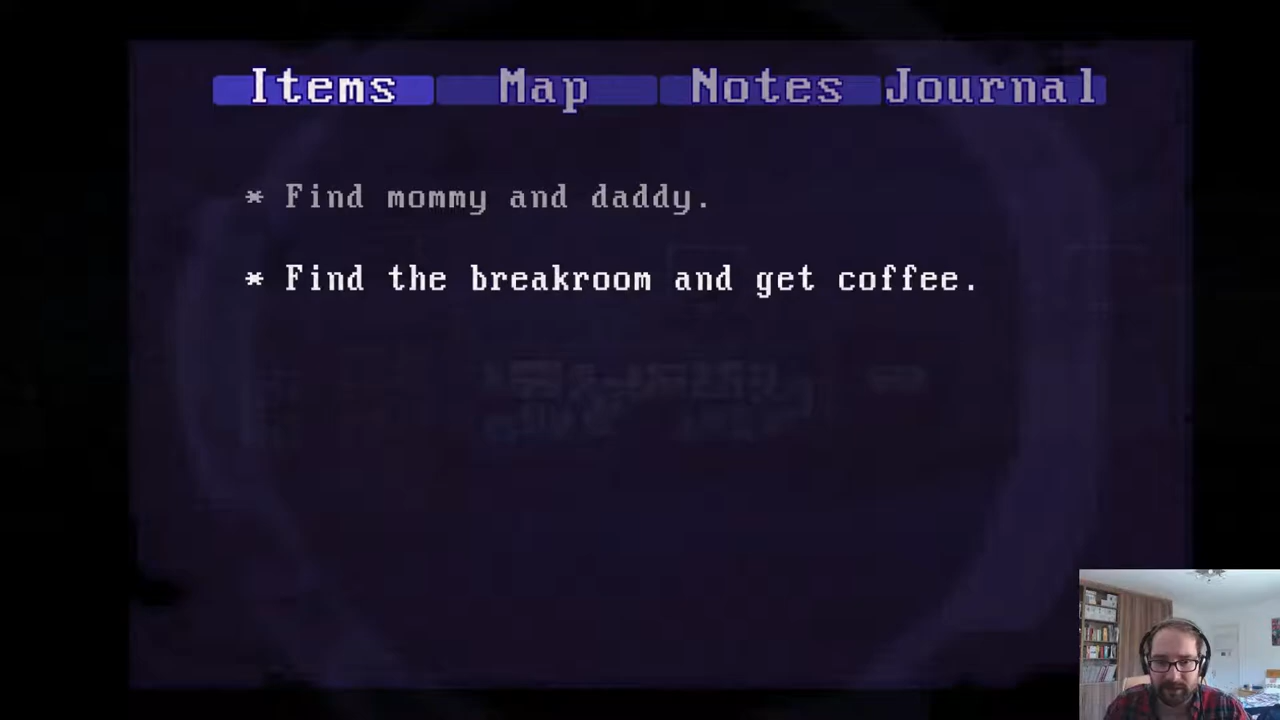 Items Map Notes Journal
* Find mommy and daddy.
* Find the breakroom and get coffee.